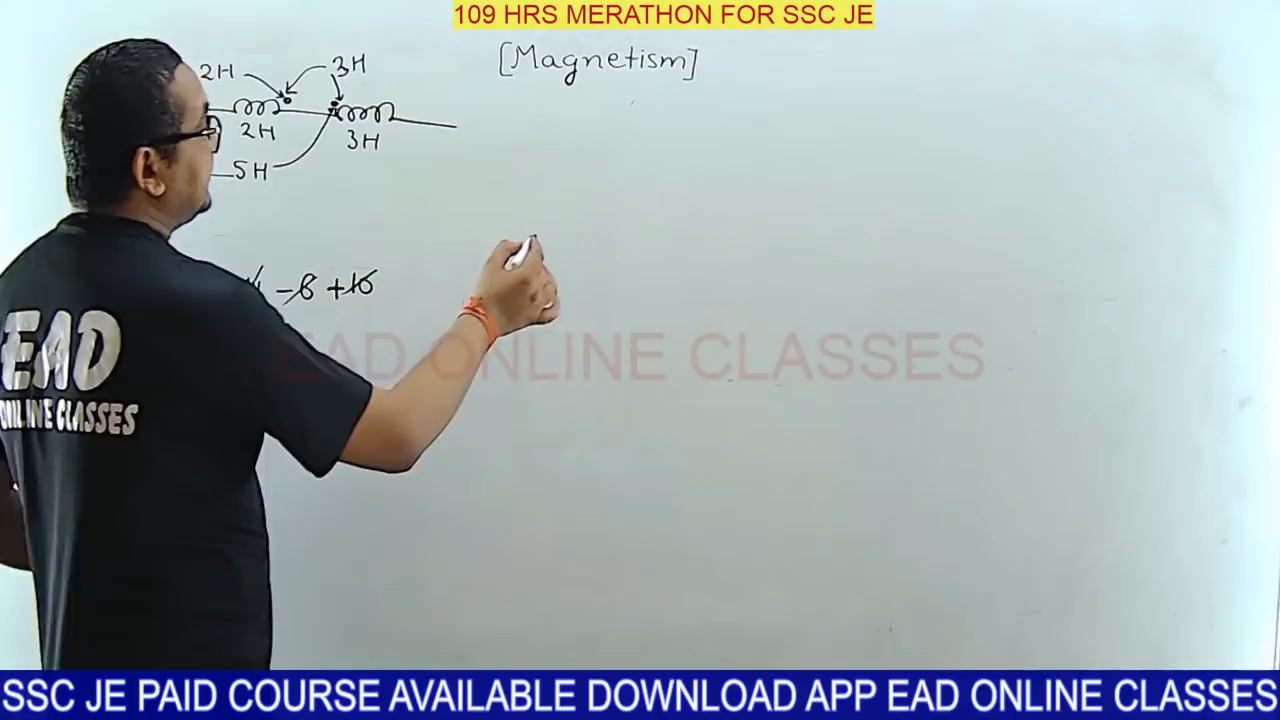 109 HRS MERATHON FOR SSC JE
[Magnetism]
2H 3H
2H 3H
5H
-8 +16
EAD ONLINE CLASSES
EAD
ONLINE CLASSES
SSC JE PAID COURSE AVAILABLE DOWNLOAD APP EAD ONLINE CLASSES